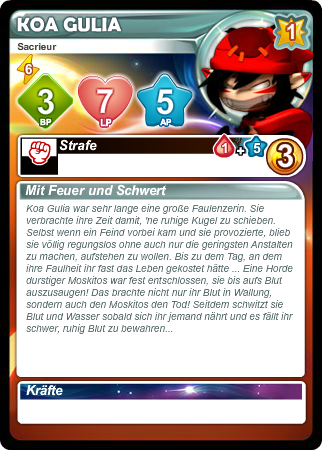 KOA GULIA
1
Sacrieur
6
3
BP
7
LP
5
AP
Strafe
1 + 5
3
Mit Feuer und Schwert
Koa Gulia war sehr lange eine große Faulenzerin. Sie
verbrachte ihre Zeit damit, 'ne ruhige Kugel zu schieben.
Selbst wenn ein Feind vorbei kam und sie provozierte, blieb
sie völlig regungslos ohne auch nur die geringsten Anstalten
zu machen, aufstehen zu wollen. Bis zu dem Tag, an dem
ihre Faulheit ihr fast das Leben gekostet hätte ... Eine Horde
durstiger Moskitos war fest entschlossen, sie bis aufs Blut
auszusaugen! Das brachte nicht nur ihr Blut in Wallung,
sondern auch den Moskitos den Tod! Seitdem schwitzt sie
Blut und Wasser sobald sich ihr jemand nährt und es fällt ihr
schwer, ruhig Blut zu bewahren...
Kräfte